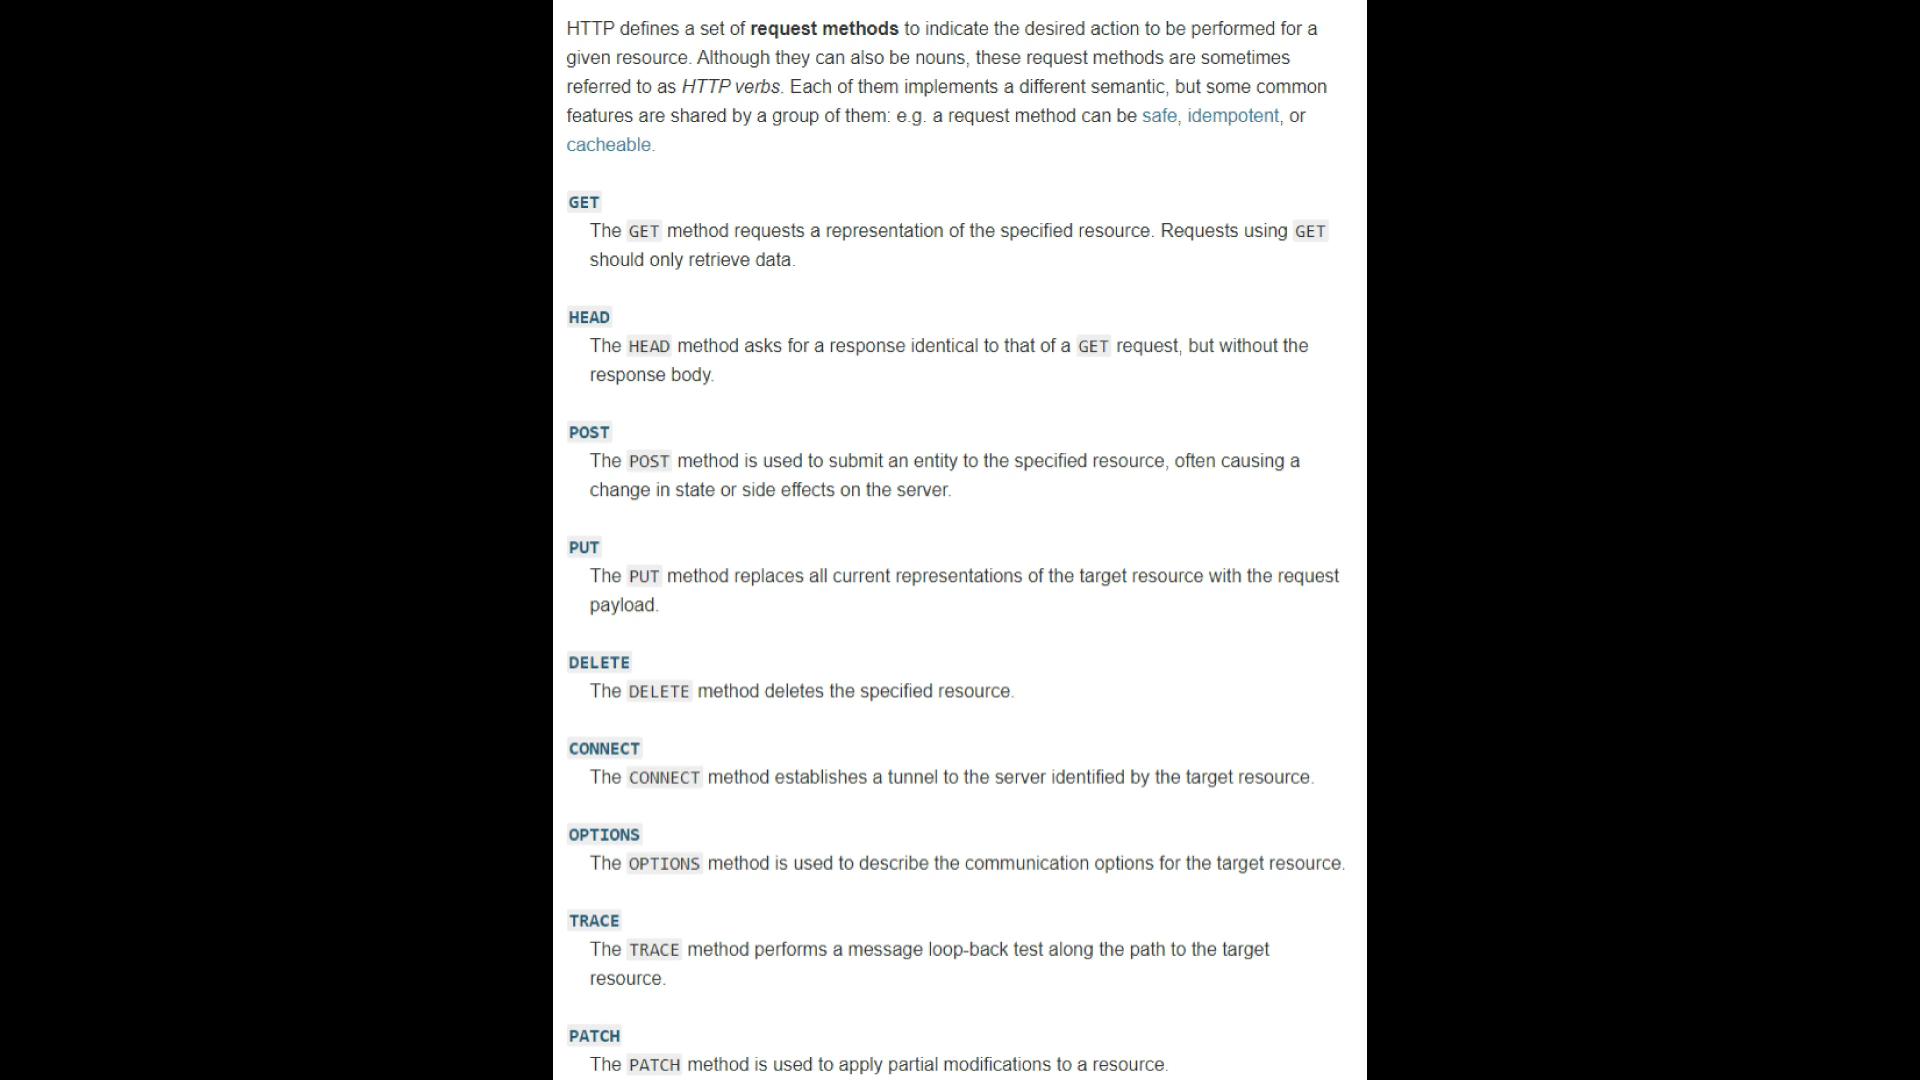 HTTP defines a set of request methods to indicate the desired action to be performed for a
given resource. Although they can also be nouns, these request methods are sometimes
referred to as HTTP verbs. Each of them implements a different semantic, but some common
features are shared by a group of them: e.g. a request method can be safe, idempotent, or
cacheable.
GET
The GET method requests a representation of the specified resource. Requests using GET
should only retrieve data.
HEAD
The HEAD method asks for a response identical to that of a GET request, but without the
response body.
POST
The POST method is used to submit an entity to the specified resource, often causing a
change in state or side effects on the server.
PUT
The PUT method replaces all current representations of the target resource with the request
payload.
DELETE
The DELETE method deletes the specified resource.
CONNECT
The CONNECT method establishes a tunnel to the server identified by the target resource.
OPTIONS
The OPTIONS method is used to describe the communication options for the target resource.
TRACE
The TRACE method performs a message loop-back test along the path to the target
resource.
PATCH
The PATCH method is used to apply partial modifications to a resource.